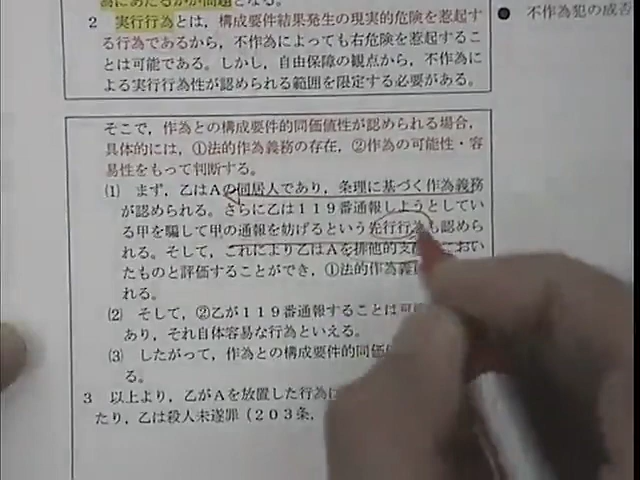 為にあたるかが問題となる。
2 実行行為とは，構成要件結果発生の現実的危険を惹起す
る行為であるから，不作為によっても右危険を惹起するこ
とは可能である。しかし，自由保障の観点から，不作為に
よる実行行為性が認められる範囲を限定する必要がある。
● 不作為犯の成否
そこで，作為との構成要件的同価値性が認められる場合，
具体的には，①法的作為義務の存在，②作為の可能性・容
易性をもって判断する。
(1) まず，乙はAの同居人であり，条理に基づく作為義務
が認められる。さらに乙は119番通報しようとしてい
る甲を騙して甲の通報を妨げるという先行行為も認めら
れる。そして，これにより乙はAを排他的支 におい
たものと評価することができ，①法的作為義
れる。
(2) そして，②乙が119番通報することは可
あり，それ自体容易な行為といえる。
(3) したがって，作為との構成要件的同価
る。
3 以上より，乙がAを放置した行為
たり，乙は殺人未遂罪（203条，